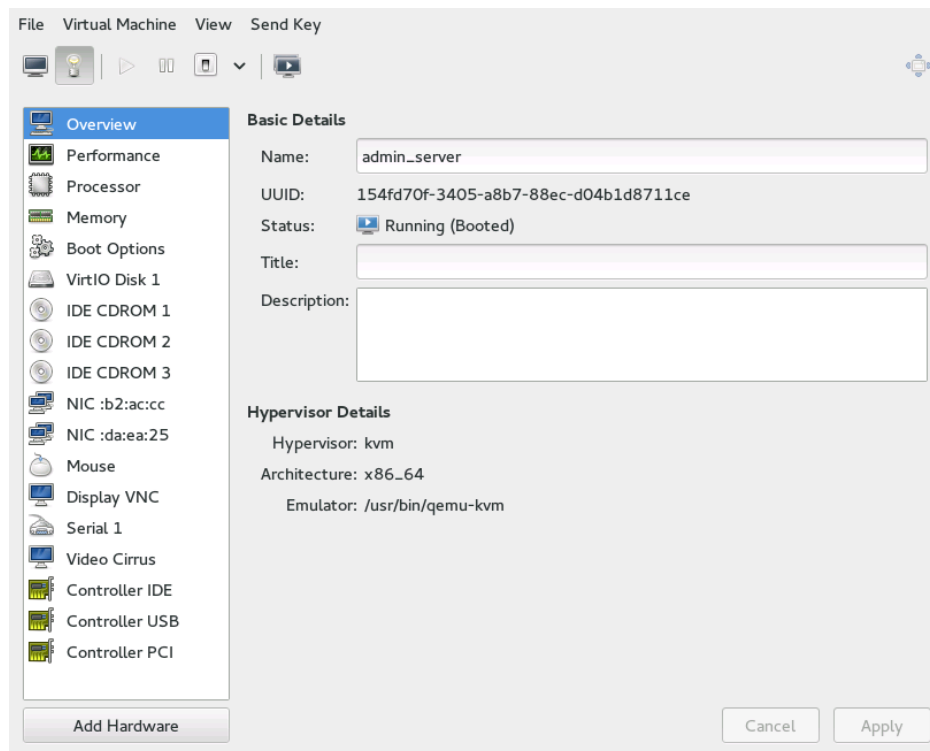 File Virtual Machine View Send Key
Overview
Performance
Processor
Memory
Boot Options
VirtIO Disk 1
IDE CDROM 1
IDE CDROM 2
IDE CDROM 3
NIC :b2:ac:cc
NIC :da:ea:25
Mouse
Display VNC
Serial 1
Video Cirrus
Controller IDE
Controller USB
Controller PCI
Add Hardware
Basic Details
Name: admin_server
UUID: 154fd70f-3405-a8b7-88ec-d04b1d8711ce
Status: Running (Booted)
Title:
Description:
Hypervisor Details
Hypervisor: kvm
Architecture: x86_64
Emulator: /usr/bin/qemu-kvm
Cancel Apply